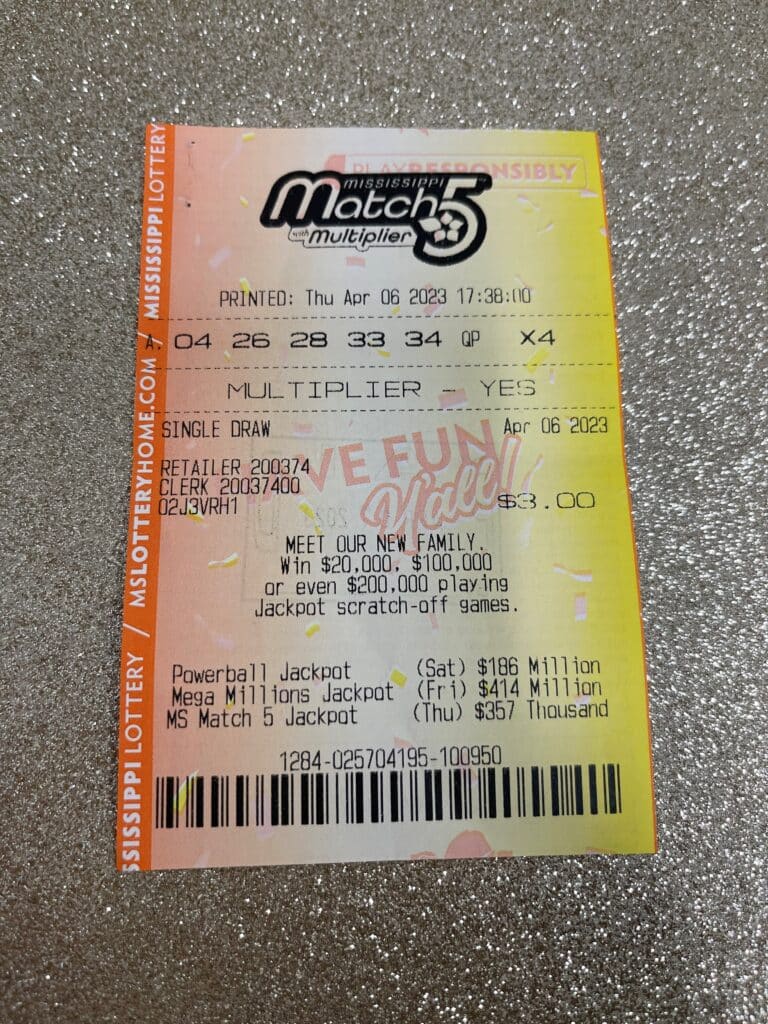 PLAY RESPONSIBLY
MISSISSIPPI
Match 5
with Multiplier
PRINTED: Thu Apr 06 2023 17:38:00
A. 04 26 28 33 34 QP X4
MULTIPLIER - YES
SINGLE DRAW Apr 06 2023
RETAILER 200374
CLERK 20037400
02J3VRH1
$3.00
FUN
Y'all!
MEET OUR NEW FAMILY.
Win $20,000, $100,000
or even $200,000 playing
Jackpot scratch-off games.
Powerball Jackpot (Sat) $186 Million
Mega Millions Jackpot (Fri) $414 Million
MS Match 5 Jackpot (Thu) $357 Thousand
1284-025704195-100950
SSISSIPPI LOTTERY / MSLOTTERYHOME.COM / MISSISSIPPI LOTTERY